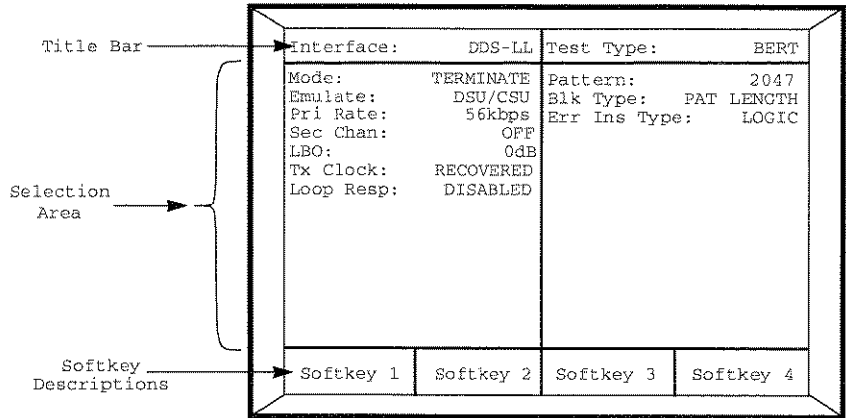 Title Bar
Interface: DDS-LL Test Type: BERT
Mode: TERMINATE
Emulate: DSU/CSU
Pri Rate: 56kbps
Sec Chan: OFF
LBO: 0dB
Tx Clock: RECOVERED
Loop Resp: DISABLED
Pattern: 2047
Blk Type: PAT LENGTH
Err Ins Type: LOGIC
Selection
Area
Softkey
Descriptions
Softkey 1 Softkey 2 Softkey 3 Softkey 4